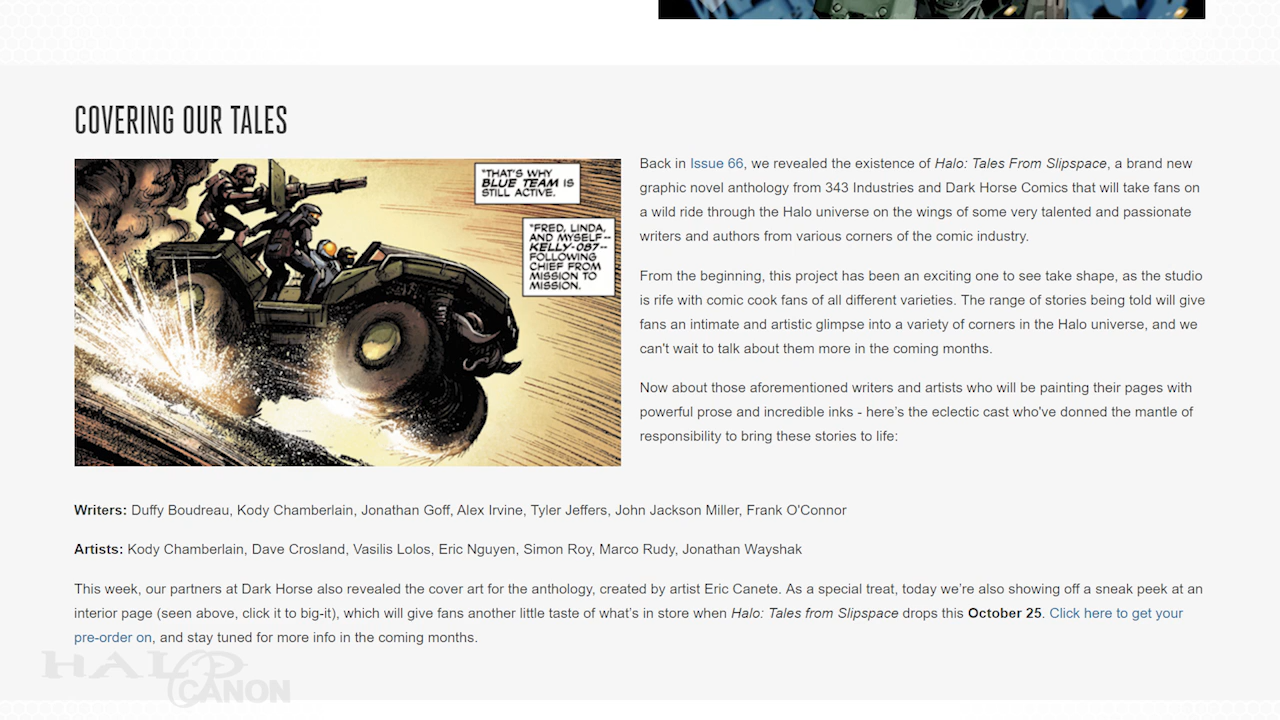 COVERING OUR TALES
"THAT'S WHY
BLUE TEAM IS
STILL ACTIVE.
"FRED, LINDA,
AND MYSELF--
KELLY-087--
FOLLOWING
CHIEF FROM
MISSION TO
MISSION.
Back in Issue 66, we revealed the existence of Halo: Tales From Slipspace, a brand new
graphic novel anthology from 343 Industries and Dark Horse Comics that will take fans on
a wild ride through the Halo universe on the wings of some very talented and passionate
writers and authors from various corners of the comic industry.
From the beginning, this project has been an exciting one to see take shape, as the studio
is rife with comic cook fans of all different varieties. The range of stories being told will give
fans an intimate and artistic glimpse into a variety of corners in the Halo universe, and we
can't wait to talk about them more in the coming months.
Now about those aforementioned writers and artists who will be painting their pages with
powerful prose and incredible inks - here's the eclectic cast who've donned the mantle of
responsibility to bring these stories to life:
Writers: Duffy Boudreau, Kody Chamberlain, Jonathan Goff, Alex Irvine, Tyler Jeffers, John Jackson Miller, Frank O'Connor
Artists: Kody Chamberlain, Dave Crosland, Vasilis Lolos, Eric Nguyen, Simon Roy, Marco Rudy, Jonathan Wayshak
This week, our partners at Dark Horse also revealed the cover art for the anthology, created by artist Eric Canete. As a special treat, today we're also showing off a sneak peek at an
interior page (seen above, click it to big-it), which will give fans another little taste of what's in store when Halo: Tales from Slipspace drops this October 25. Click here to get your
pre-order on, and stay tuned for more info in the coming months.
HALO
CANON